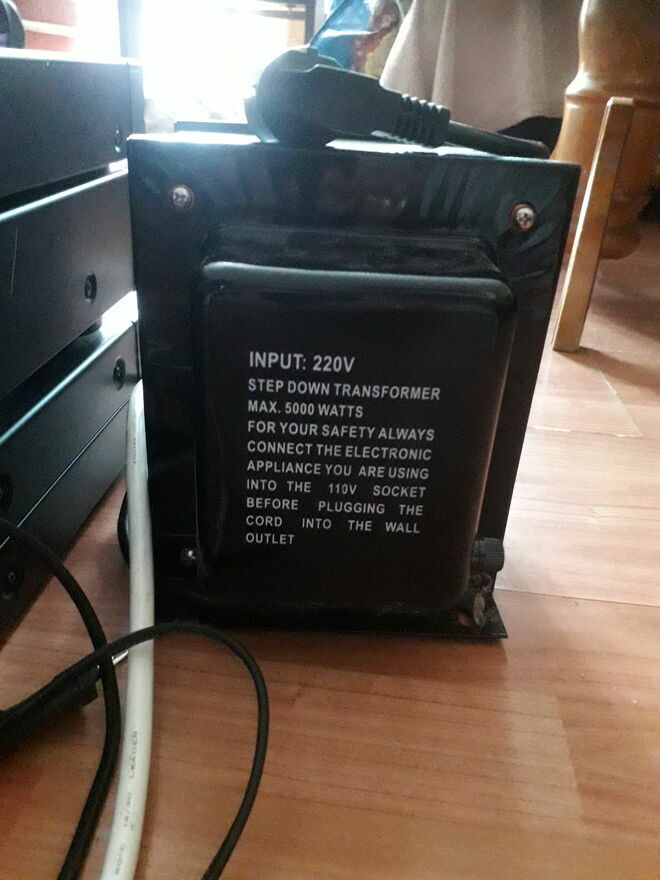 INPUT: 220V
STEP DOWN TRANSFORMER
MAX. 5000 WATTS
FOR YOUR SAFETY ALWAYS
CONNECT THE ELECTRONIC
APPLIANCE YOU ARE USING
INTO THE 110V SOCKET
BEFORE PLUGGING THE
CORD INTO THE WALL
OUTLET
LEADER